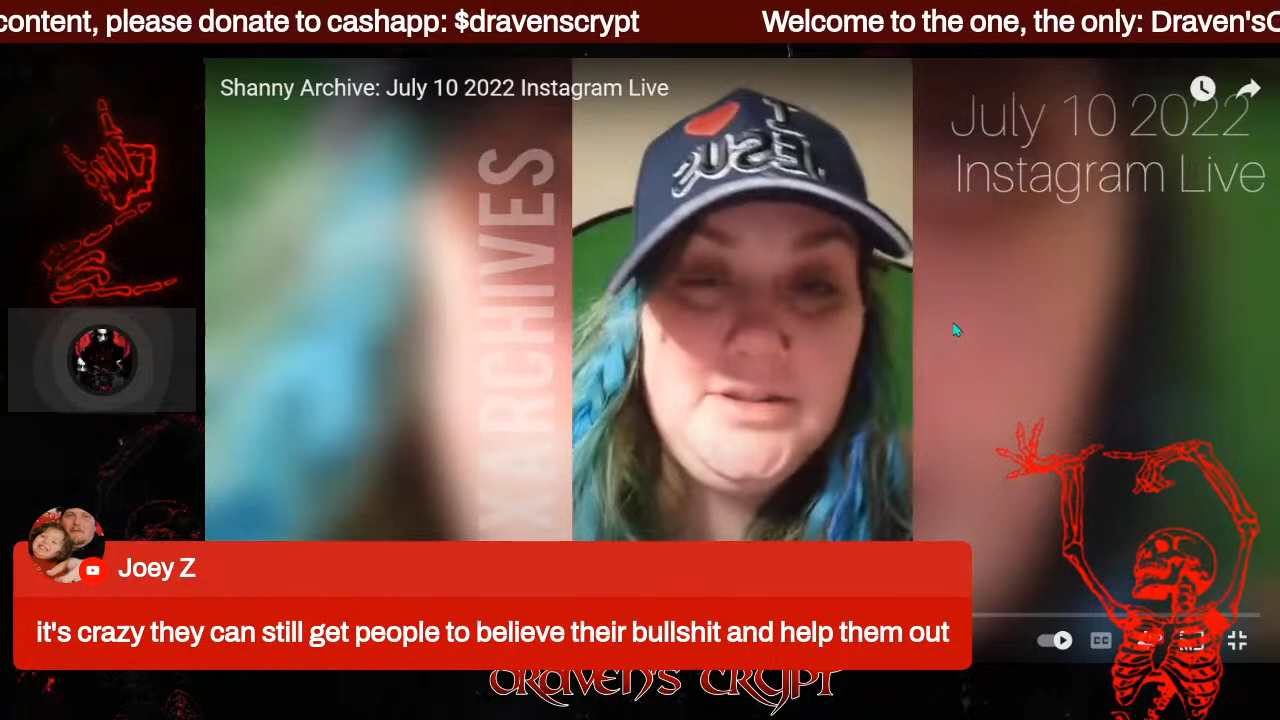 content, please donate to cashapp: $dravenscrypt Welcome to the one, the only: Draven'sC
Shanny Archive: July 10 2022 Instagram Live
July 10 2022
Instagram Live
I
JESUS
X ARCHIVES
Joey Z
it's crazy they can still get people to believe their bullshit and help them out
CC
DRAVEN'S CRYPT